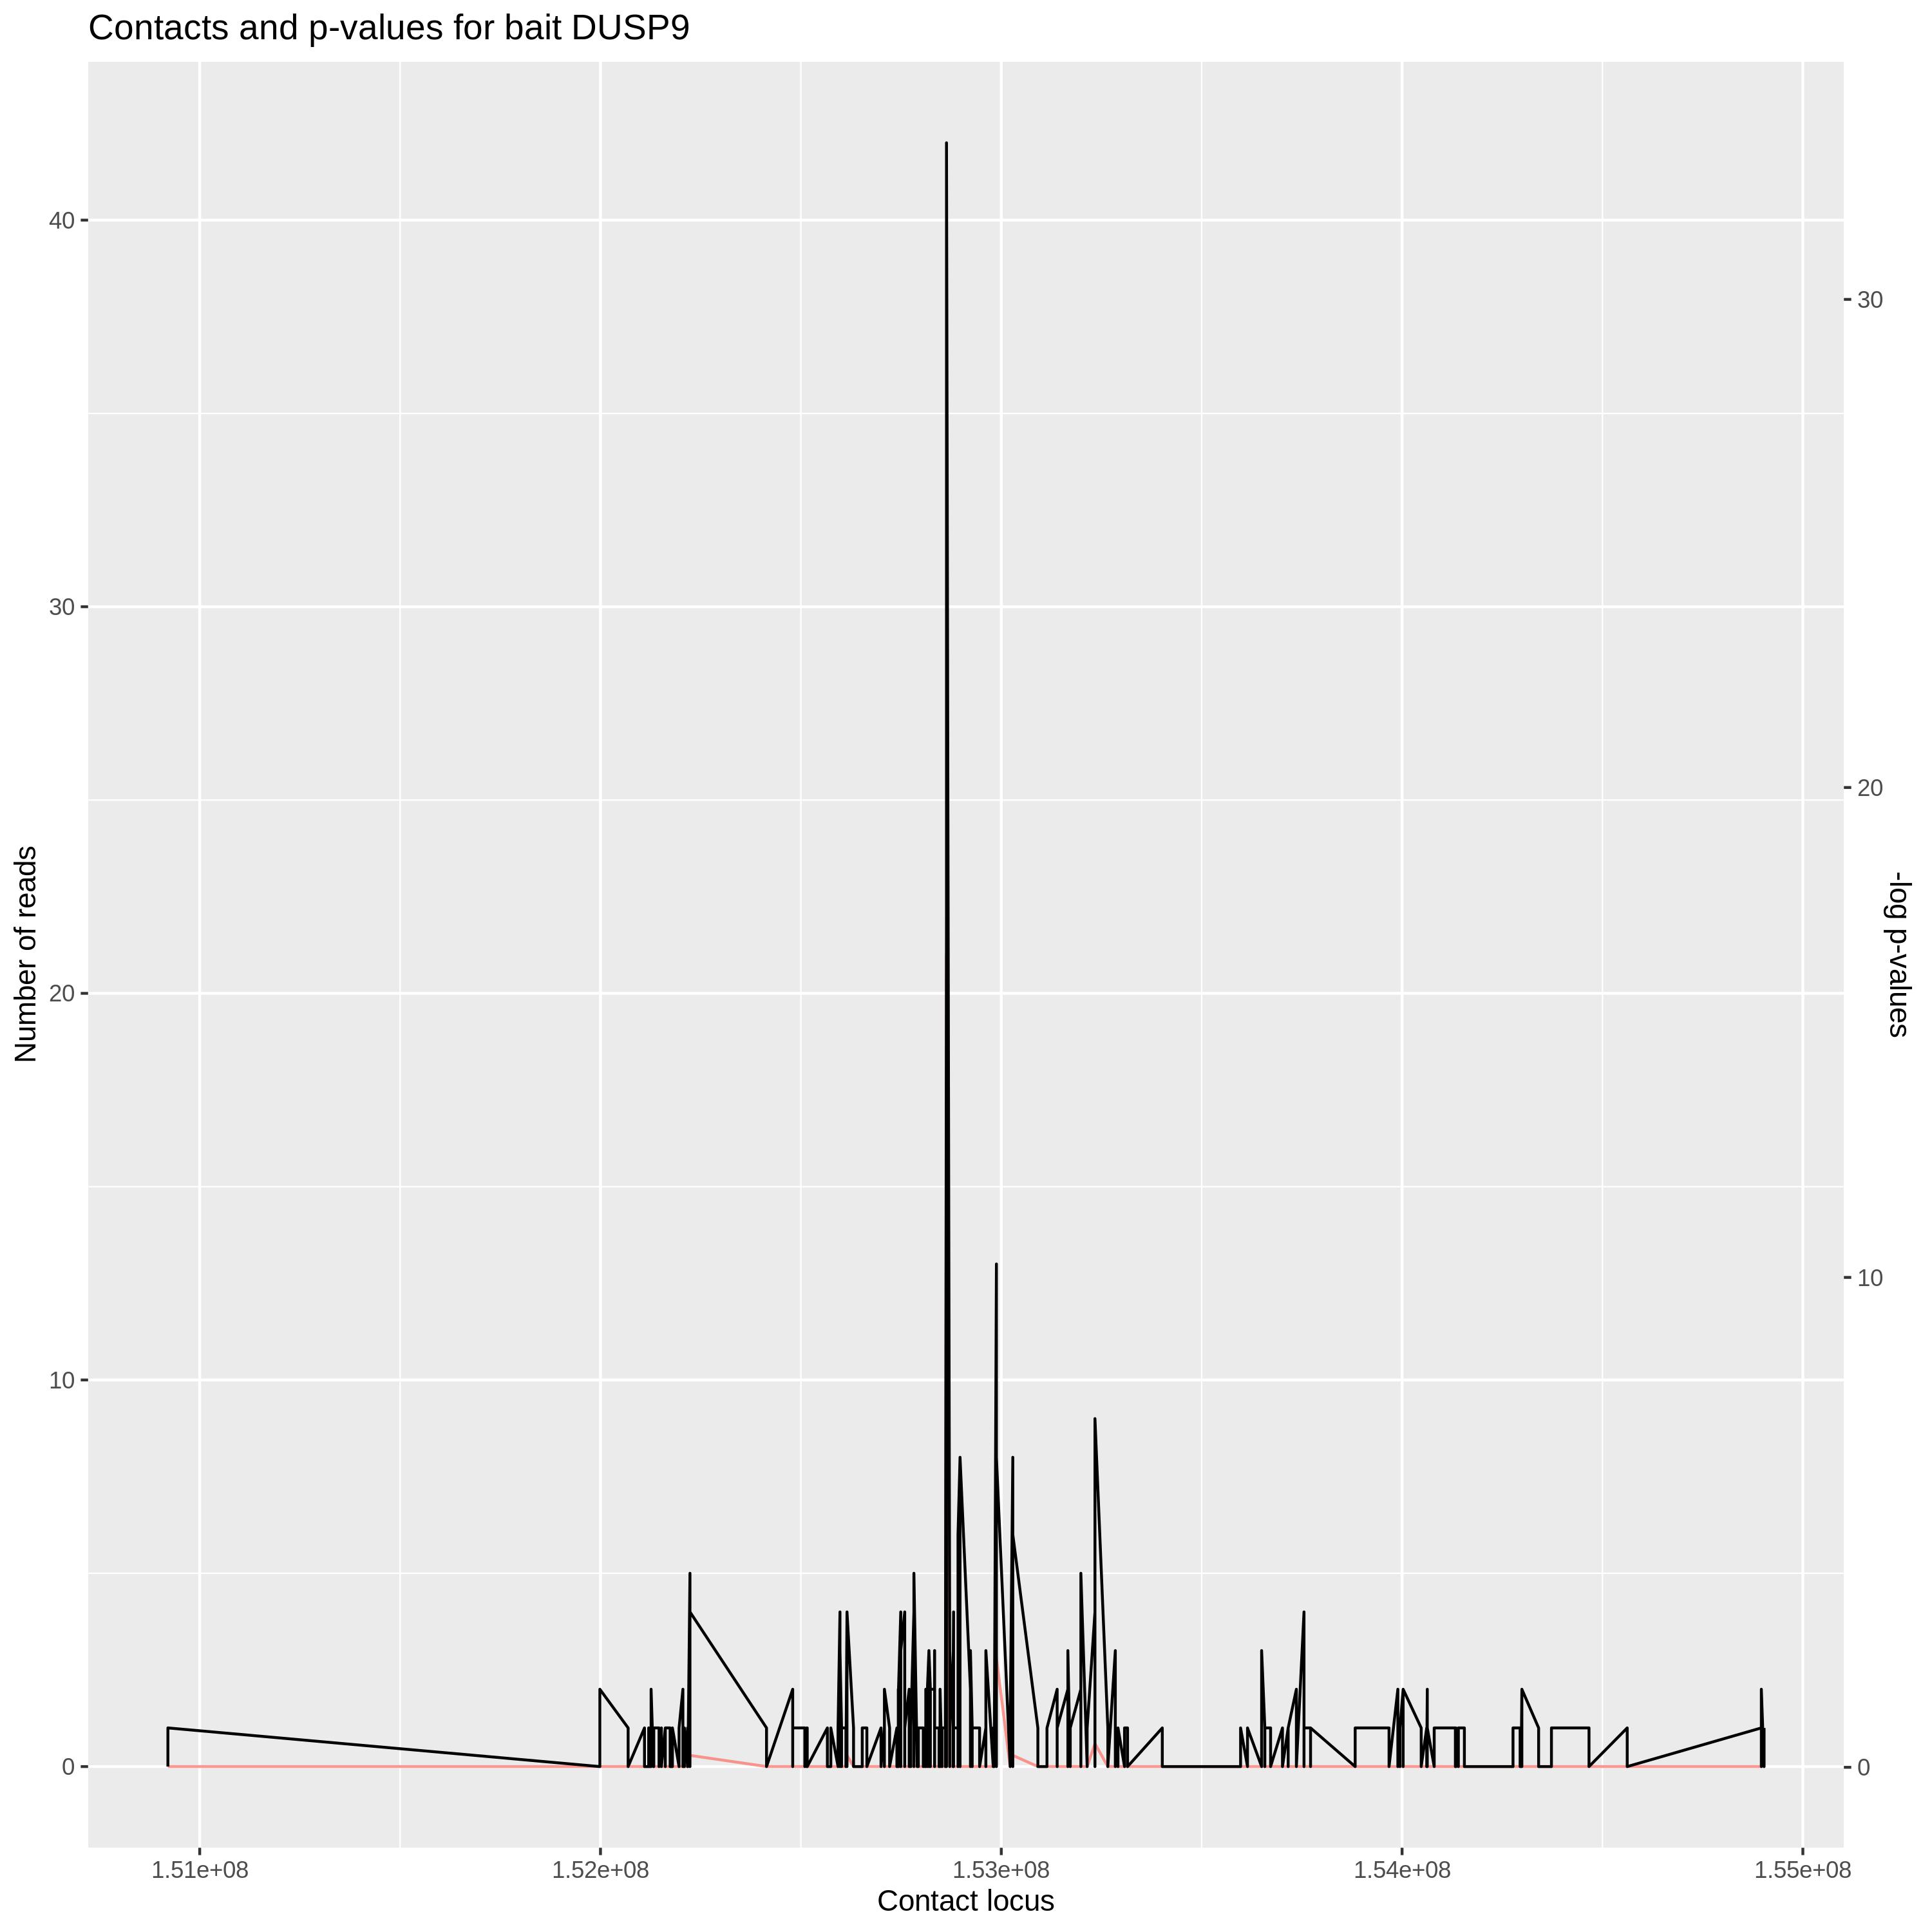 Contacts and p-values for bait DUSP9
Number of reads
40
30
20
10
0
30
20
10
0
-log p-values
1.51e+08 1.52e+08 1.53e+08 1.54e+08 1.55e+08
Contact locus